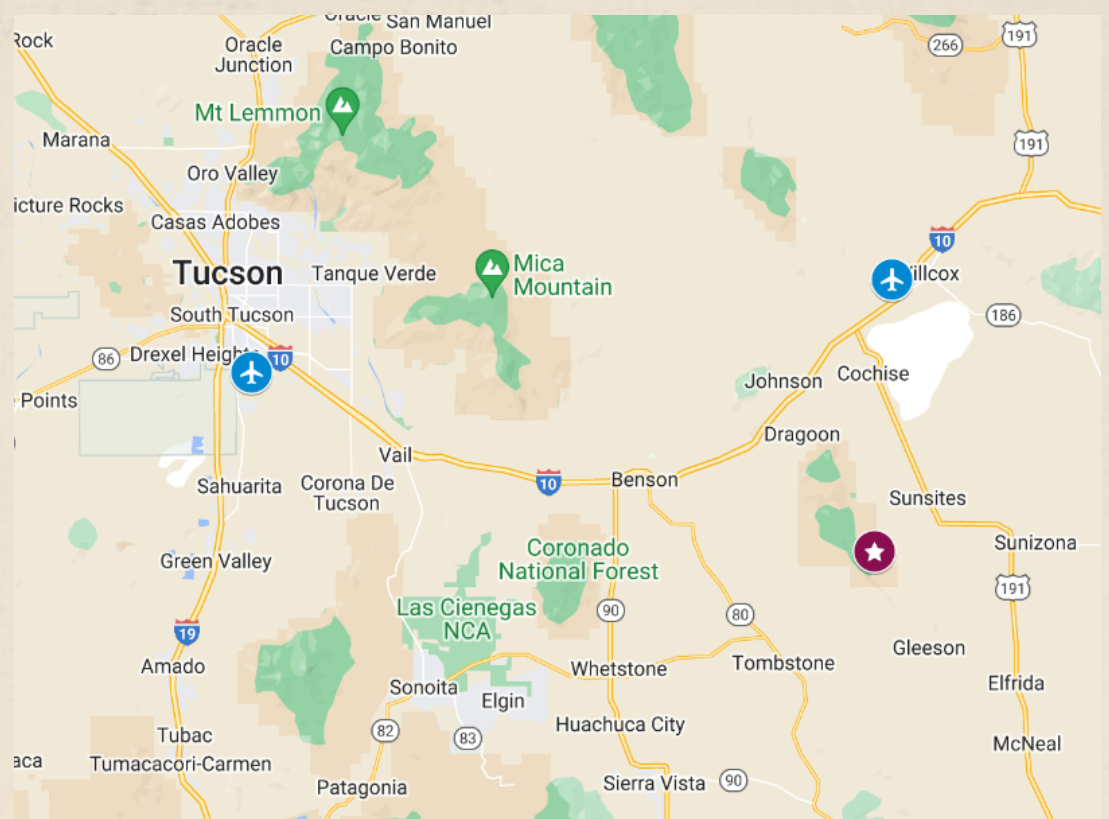 Oracle San Manuel
266
191
Rock
Oracle
Junction
Campo Bonito
Mt Lemmon
Marana
191
Oro Valley
icture Rocks
Casas Adobes
10
Tucson
Tanque Verde
Mica
Mountain
illcox
South Tucson
186
86
Drexel Heights
10
Johnson
Cochise
Points
Dragoon
Vail
10
Benson
Sahuarita
Corona De
Tucson
Sunsites
Green Valley
Coronado
National Forest
Sunizona
191
Las Cienegas
NCA
90
80
19
Amado
Whetstone
Tombstone
Gleeson
Sonoita
Elgin
Elfrida
82
83
Huachuca City
Tubac
McNeal
aca
Tumacacori-Carmen
Patagonia
Sierra Vista
90